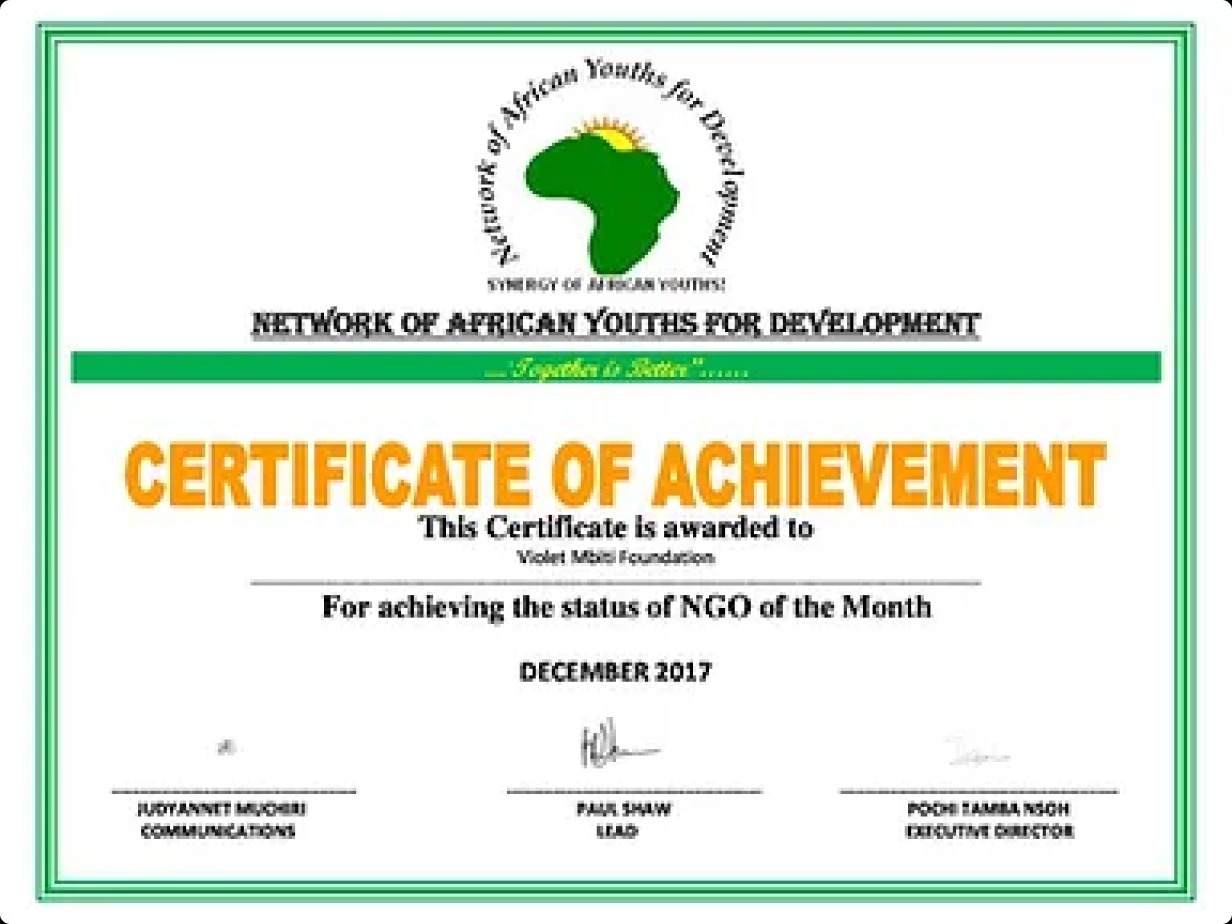 Network of African Youths for Development
SYNERGY OF AFRICAN YOUTHS!
NETWORK OF AFRICAN YOUTHS FOR DEVELOPMENT
...."Together is Better"......
CERTIFICATE OF ACHIEVEMENT
This Certificate is awarded to
Violet Mbiti Foundation
For achieving the status of NGO of the Month
DECEMBER 2017
JUDYANNET MUCHIRI
COMMUNICATIONS
PAUL SHAW
LEAD
POCHI TAMBA NSOH
EXECUTIVE DIRECTOR